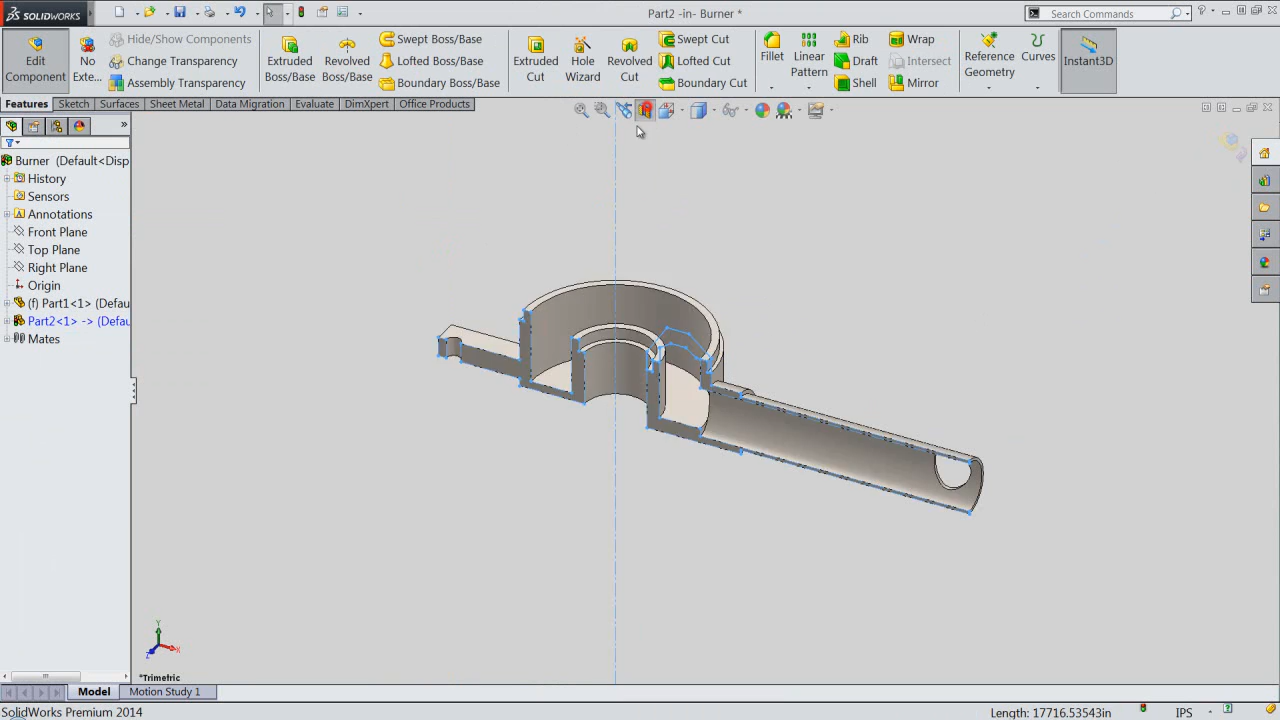 SOLIDWORKS
Part2 -in- Burner *
Search Commands
Edit Component
No Exte...
Hide/Show Components
Change Transparency
Assembly Transparency
Extruded Boss/Base
Revolved Boss/Base
Swept Boss/Base
Lofted Boss/Base
Boundary Boss/Base
Extruded Cut
Hole Wizard
Revolved Cut
Swept Cut
Lofted Cut
Boundary Cut
Fillet
Linear Pattern
Rib
Draft
Shell
Wrap
Intersect
Mirror
Reference Geometry
Curves
Instant3D
Features
Sketch
Surfaces
Sheet Metal
Data Migration
Evaluate
DimXpert
Office Products
Burner (Default<Disp
History
Sensors
Annotations
Front Plane
Top Plane
Right Plane
Origin
(f) Part1<1> (Defau
Part2<1> -> (Defau
Mates
Y
X
Z
*Trimetric
Model
Motion Study 1
SolidWorks Premium 2014
Length: 17716.53543in
IPS